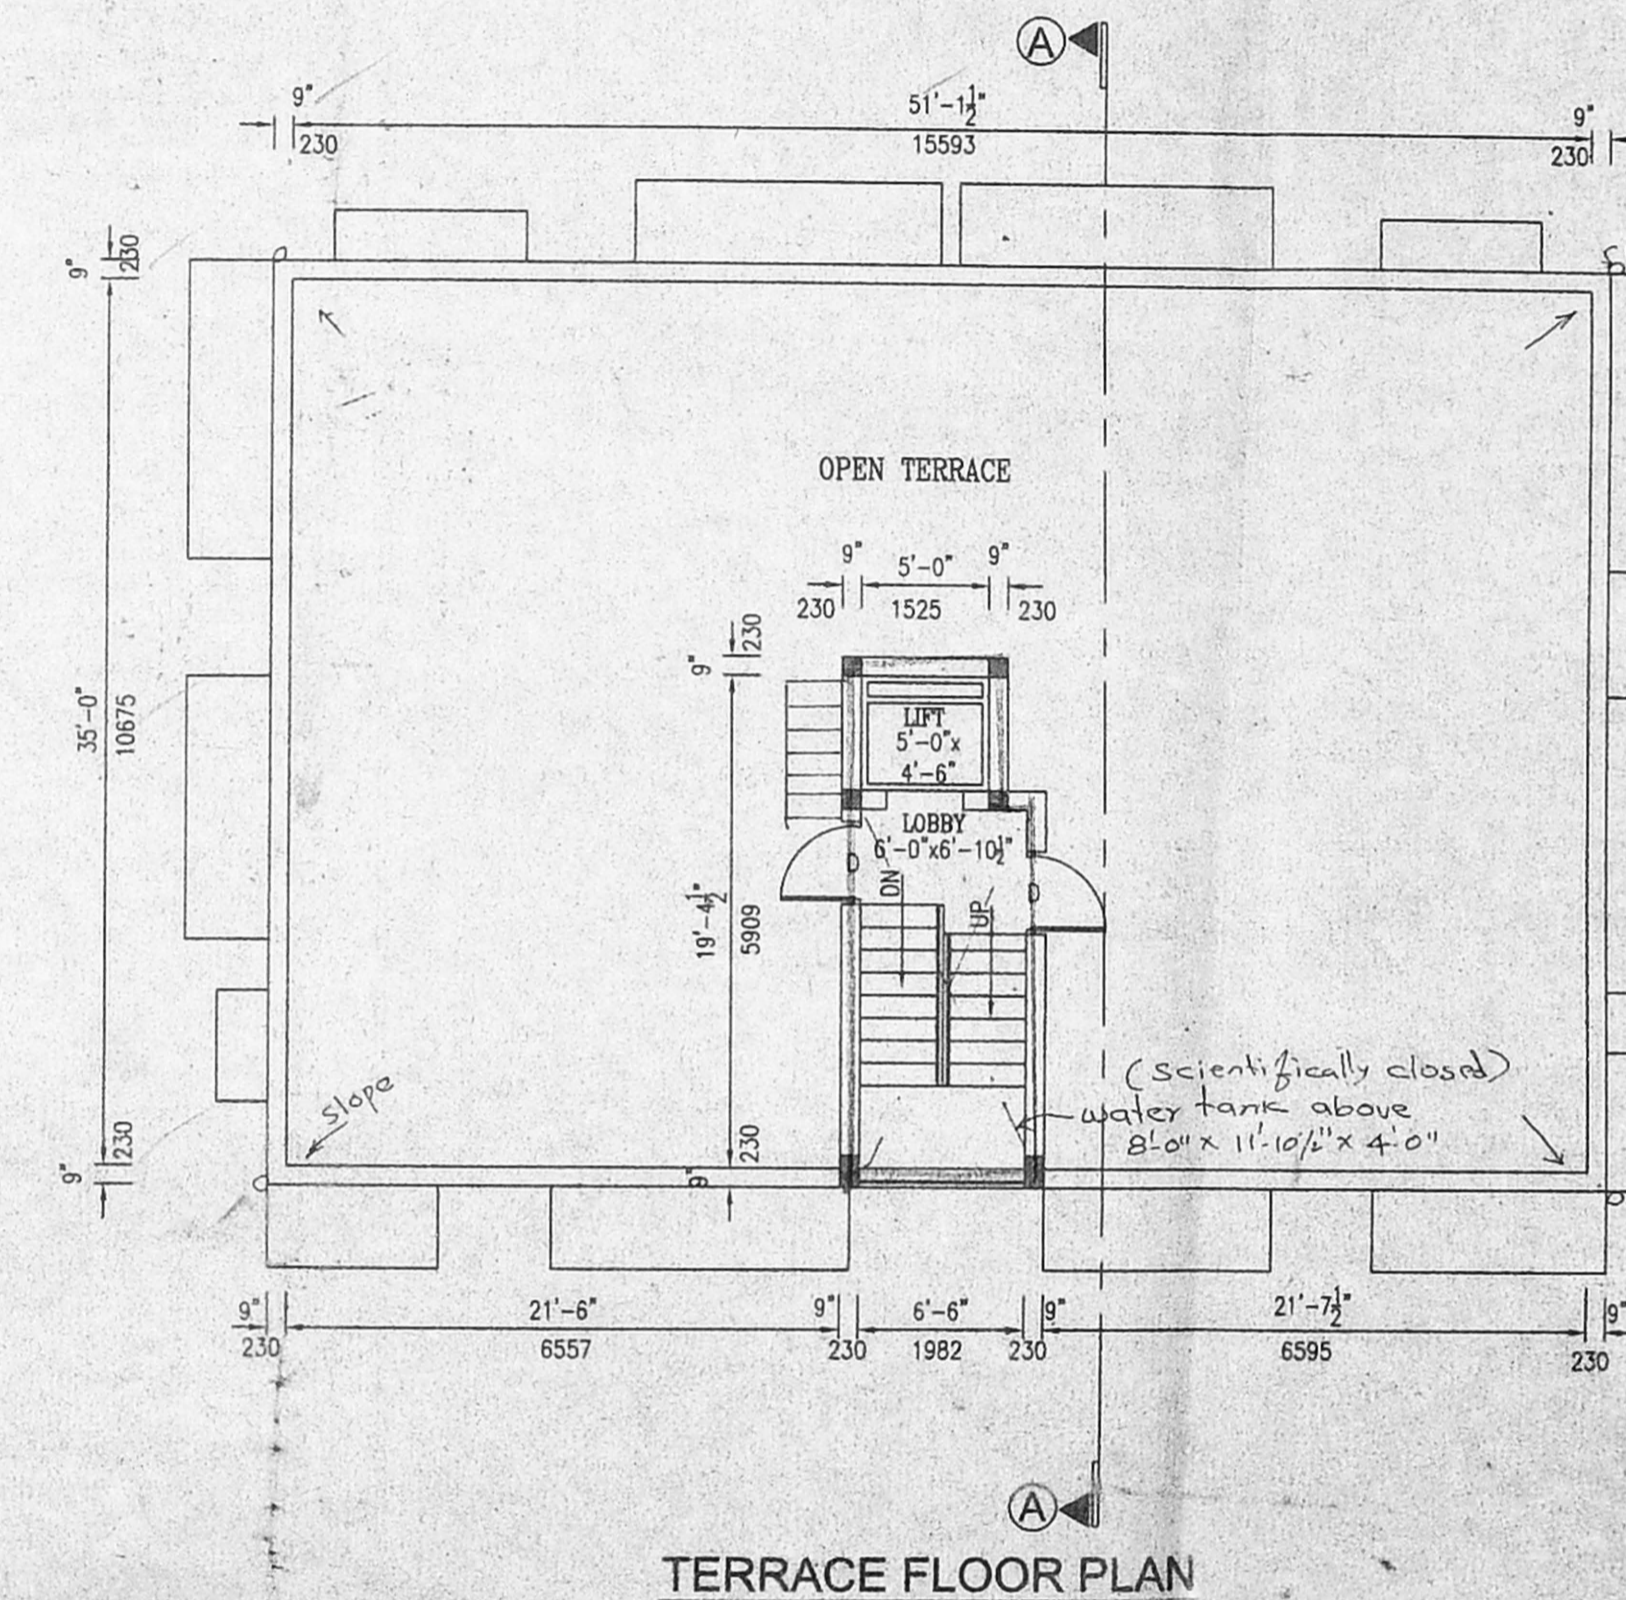 A
9" 51'-1½" 9"
230 15593 230
9" 230
OPEN TERRACE
9" 5'-0" 9"
230 1525 230
9" 230
35'-0" 10675
LIFT
5'-0"x
4'-6"
LOBBY
6'-0"x6'-10½"
D
D
DN
UP
19'-4½" 5909
slope
(scientifically closed)
water tank above
8'-0" x 11'-10½" x 4'-0"
9" 230
9" 230
9" 21'-6" 9" 6'-6" 9" 21'-7½" 9"
230 6557 230 1982 230 6595 230
A
TERRACE FLOOR PLAN